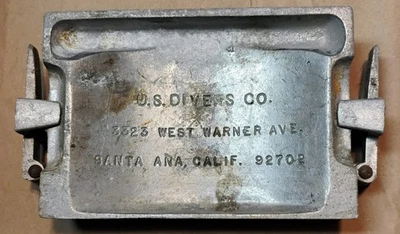 U.S. DIVERS CO.
3323 WEST WARNER AVE.
SANTA ANA, CALIF. 92702